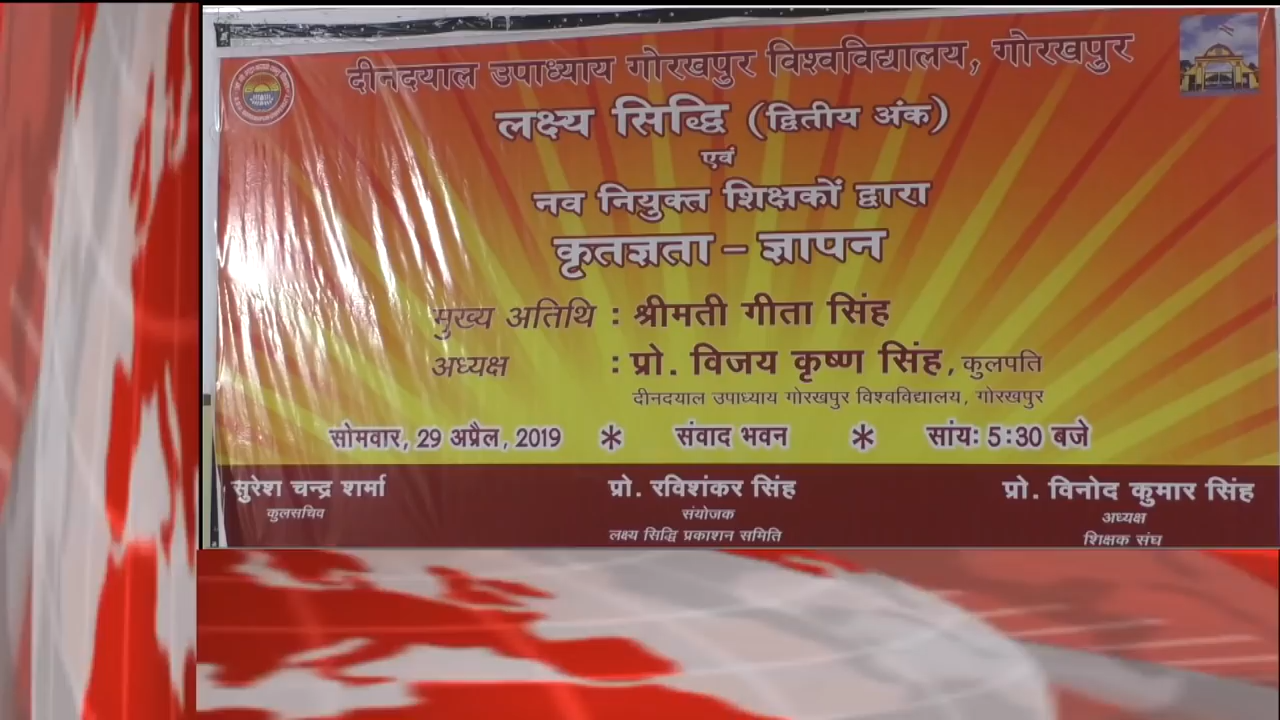 दीनदयाल उपाध्याय गोरखपुर विश्वविद्यालय, गोरखपुर
लक्ष्य सिद्धि (द्वितीय अंक)
एवं
नव नियुक्त शिक्षकों द्वारा
कृतज्ञता – ज्ञापन
मुख्य अतिथि : श्रीमती गीता सिंह
अध्यक्ष : प्रो. विजय कृष्ण सिंह, कुलपति
दीनदयाल उपाध्याय गोरखपुर विश्वविद्यालय, गोरखपुर
सोमवार, 29 अप्रैल, 2019 * संवाद भवन * सांयः 5:30 बजे
सुरेश चन्द्र शर्मा
कुलसचिव
प्रो. रविशंकर सिंह
संयोजक
लक्ष्य सिद्धि प्रकाशन समिति
प्रो. विनोद कुमार सिंह
अध्यक्ष
शिक्षक संघ